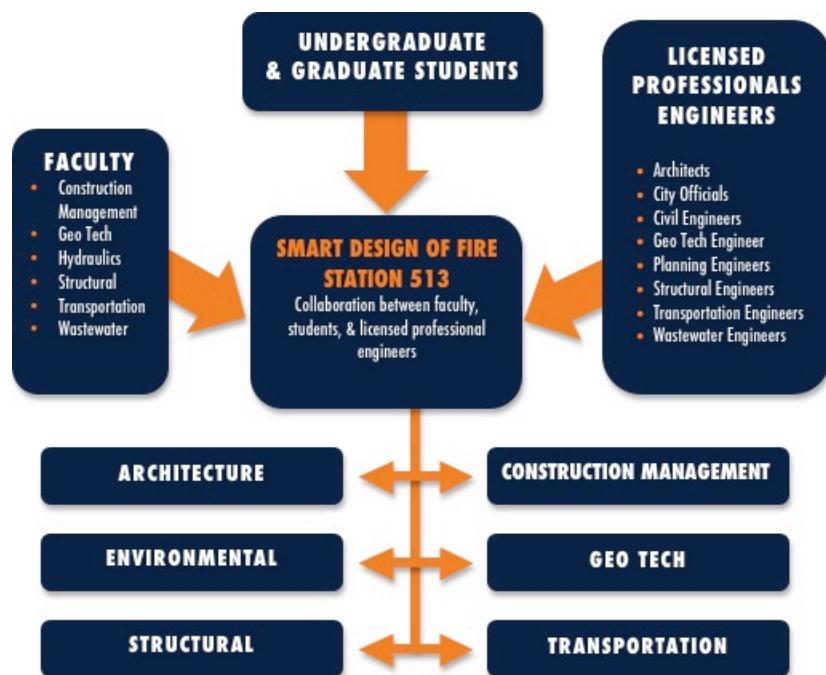 UNDERGRADUATE
& GRADUATE STUDENTS
LICENSED
PROFESSIONALS
ENGINEERS
• Architects
• City Officials
• Civil Engineers
• Geo Tech Engineer
• Planning Engineers
• Structural Engineers
• Transportation Engineers
• Wastewater Engineers
FACULTY
• Construction
Management
• Geo Tech
• Hydraulics
• Structural
• Transportation
• Wastewater
SMART DESIGN OF FIRE
STATION 513
Collaboration between faculty,
students, & licensed professional
engineers
ARCHITECTURE
CONSTRUCTION MANAGEMENT
ENVIRONMENTAL
GEO TECH
STRUCTURAL
TRANSPORTATION